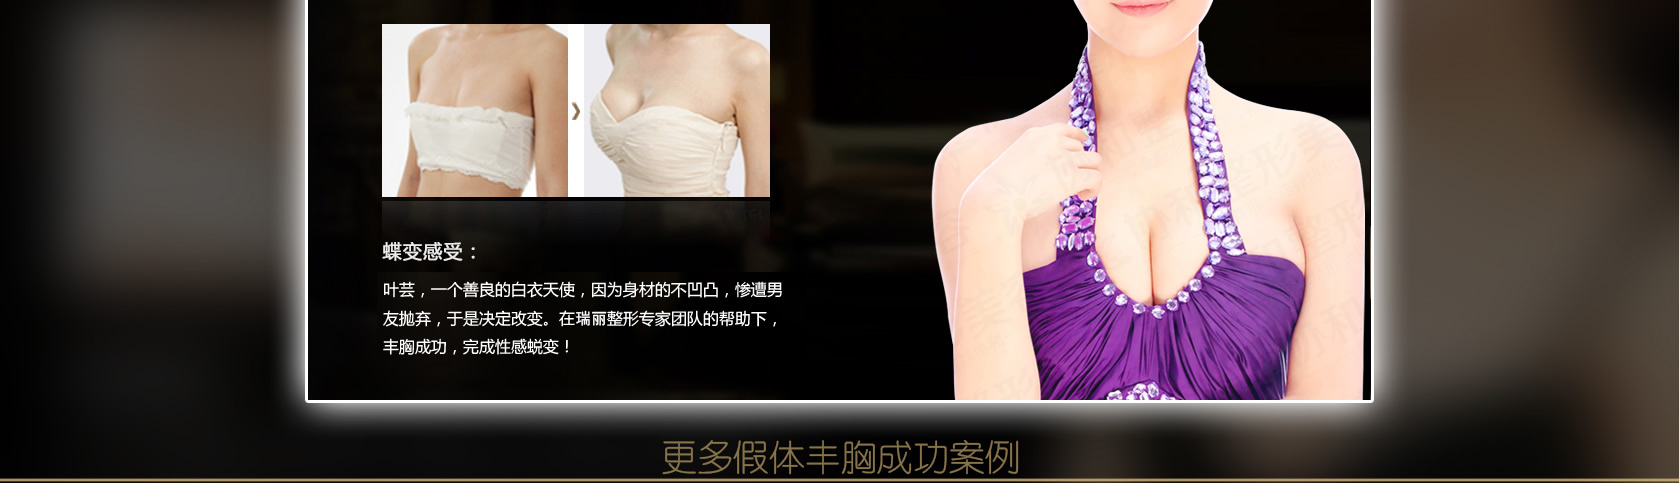 蝶变感受：
叶芸，一个善良的白衣天使，因为身材的不凹凸，惨遭男
友抛弃，于是决定改变。在瑞丽整形专家团队的帮助下，
丰胸成功，完成性感蜕变！
更多假体丰胸成功案例